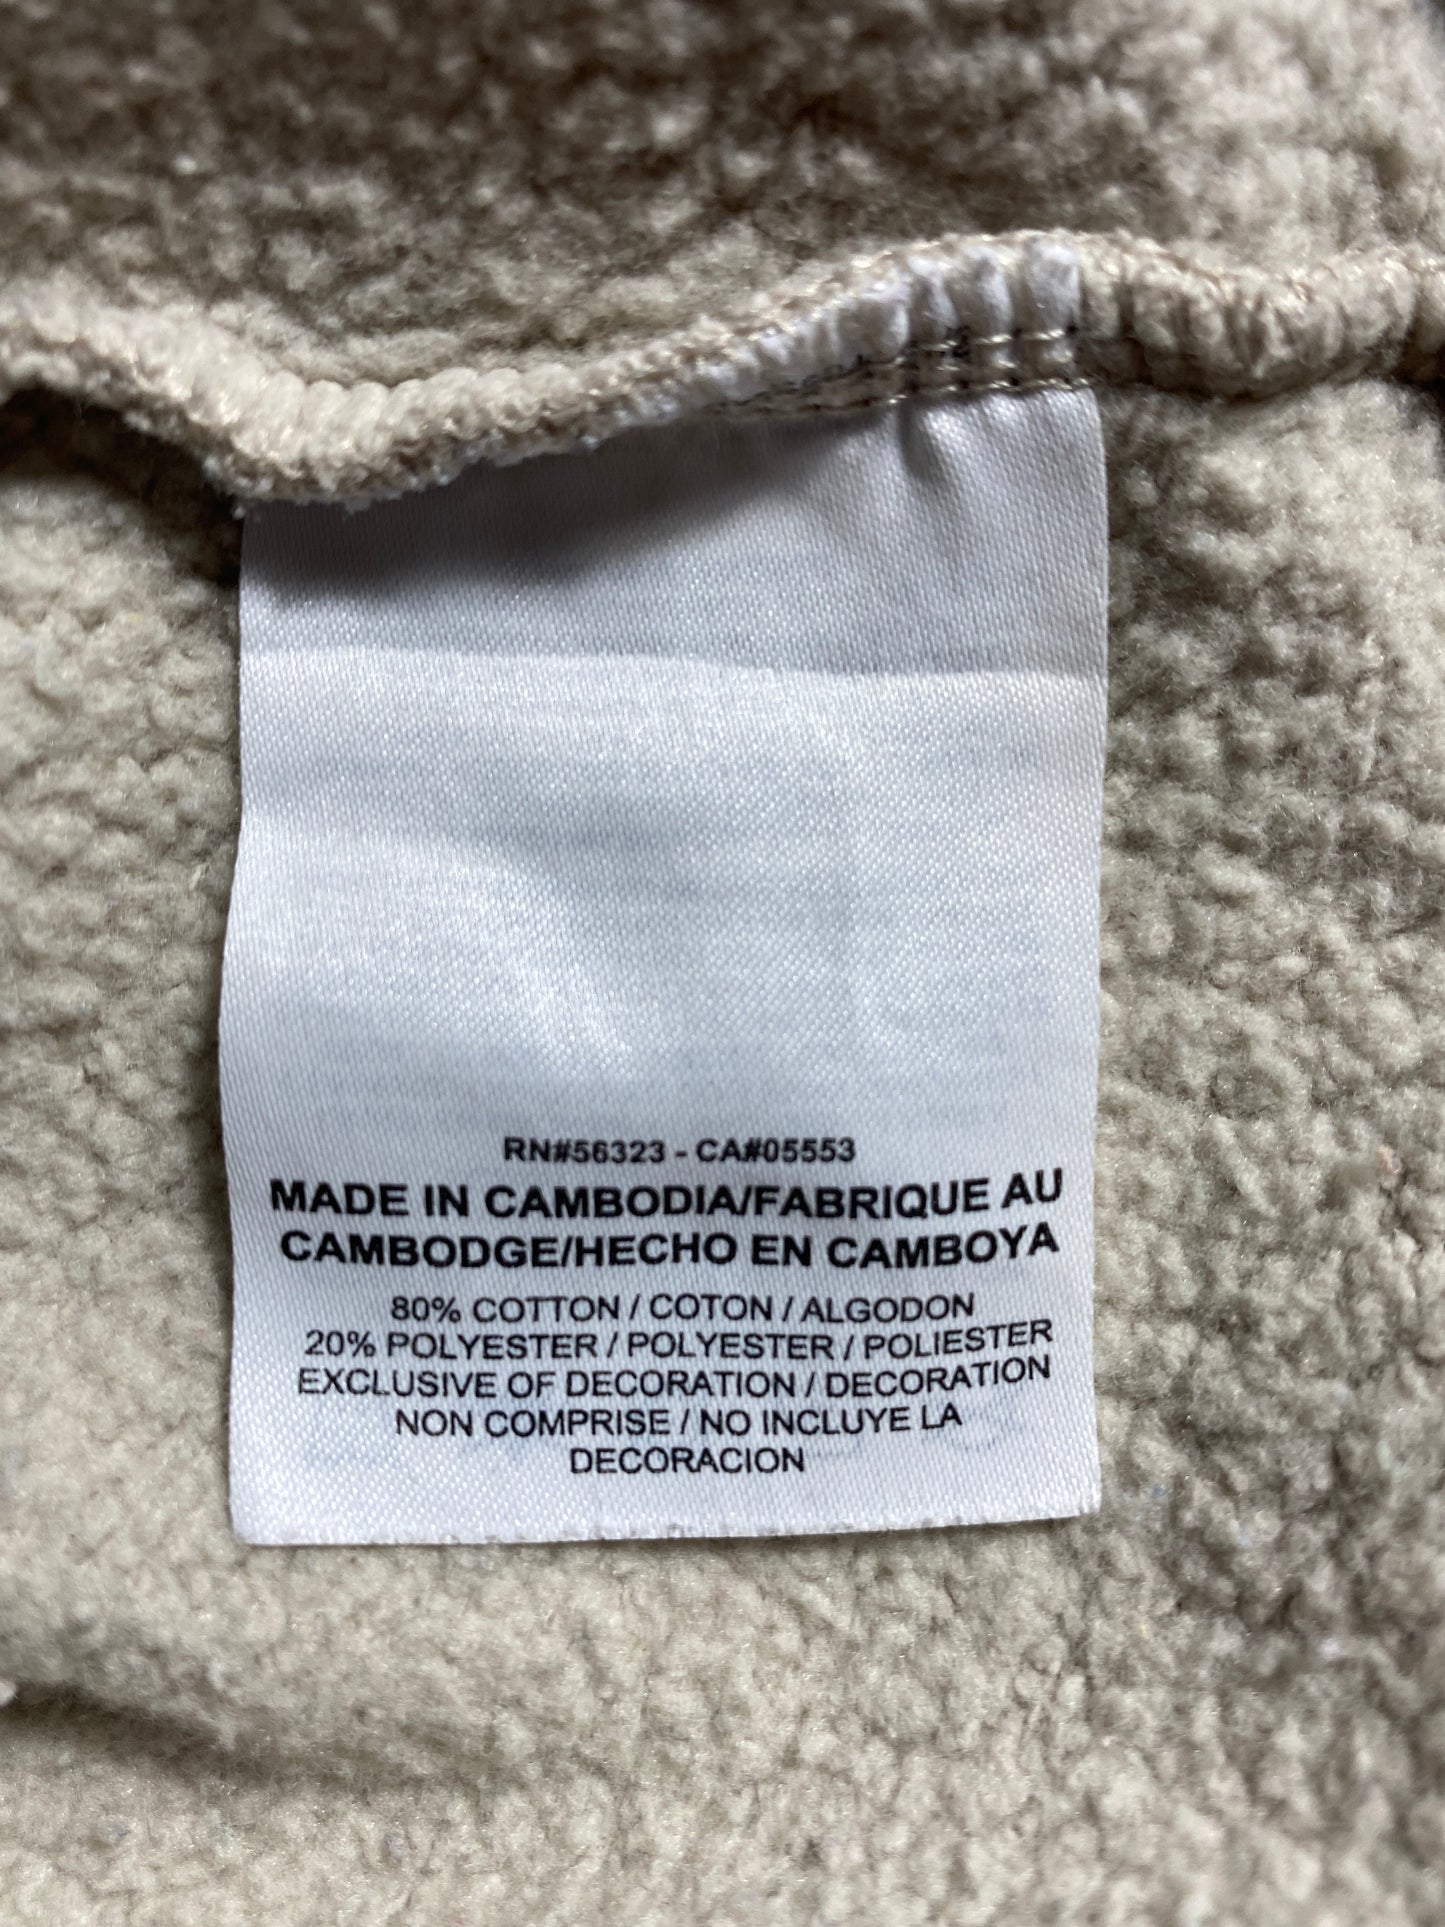 RN#56323 - CA#05553
MADE IN CAMBODIA/FABRIQUE AU
CAMBODGE/HECHO EN CAMBOYA
80% COTTON / COTON / ALGODON
20% POLYESTER / POLYESTER / POLIESTER
EXCLUSIVE OF DECORATION / DECORATION
NON COMPRISE / NO INCLUYE LA
DECORACION